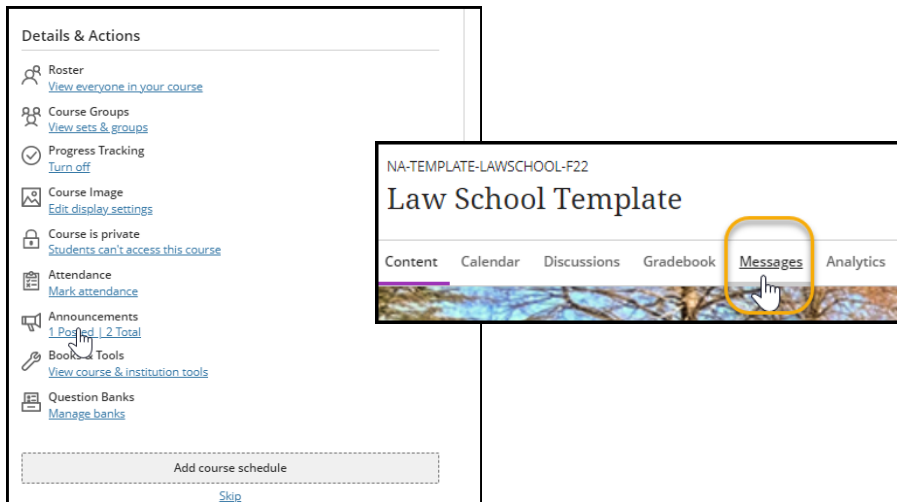 Details & Actions
Roster
View everyone in your course
Course Groups
View sets & groups
Progress Tracking
Turn off
Course Image
Edit display settings
Course is private
Students can't access this course
Attendance
Mark attendance
Announcements
1 Posted | 2 Total
Books & Tools
View course & institution tools
Question Banks
Manage banks
Add course schedule
Skip
NA-TEMPLATE-LAWSCHOOL-F22
Law School Template
Content Calendar Discussions Gradebook Messages Analytics